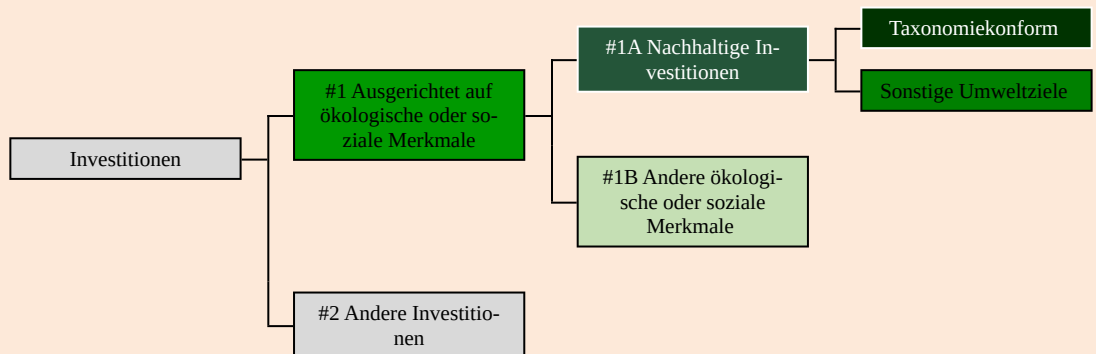 Investitionen
#1 Ausgerichtet auf
ökologische oder so-
ziale Merkmale
#2 Andere Investitio-
nen
#1A Nachhaltige In-
vestitionen
#1B Andere ökologi-
sche oder soziale
Merkmale
Taxonomiekonform
Sonstige Umweltziele